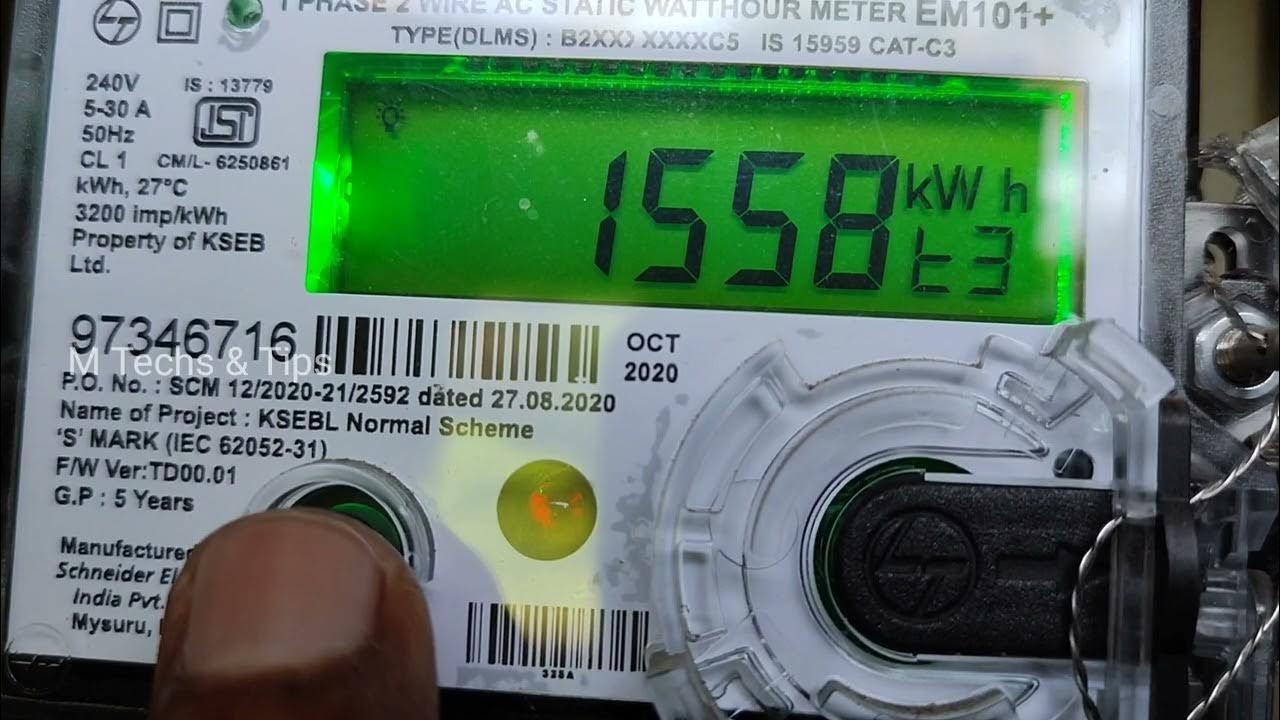 1 PHASE 2 WIRE AC STATIC WATTHOUR METER EM101+
TYPE(DLMS) : B2XXX XXXXC5 IS 15959 CAT-C3
240V IS : 13779
5-30 A
50Hz
CL 1 CM/L- 6250861
kWh, 27°C
3200 imp/kWh
Property of KSEB
Ltd.
1558 kWh
t3
97346716
M Techs & Tips
OCT
2020
P.O. No. : SCM 12/2020-21/2592 dated 27.08.2020
Name of Project : KSEBL Normal Scheme
'S' MARK (IEC 62052-31)
F/W Ver:TD00.01
G.P : 5 Years
Manufacturer
Schneider
India Pvt.
Mysuru,
325A